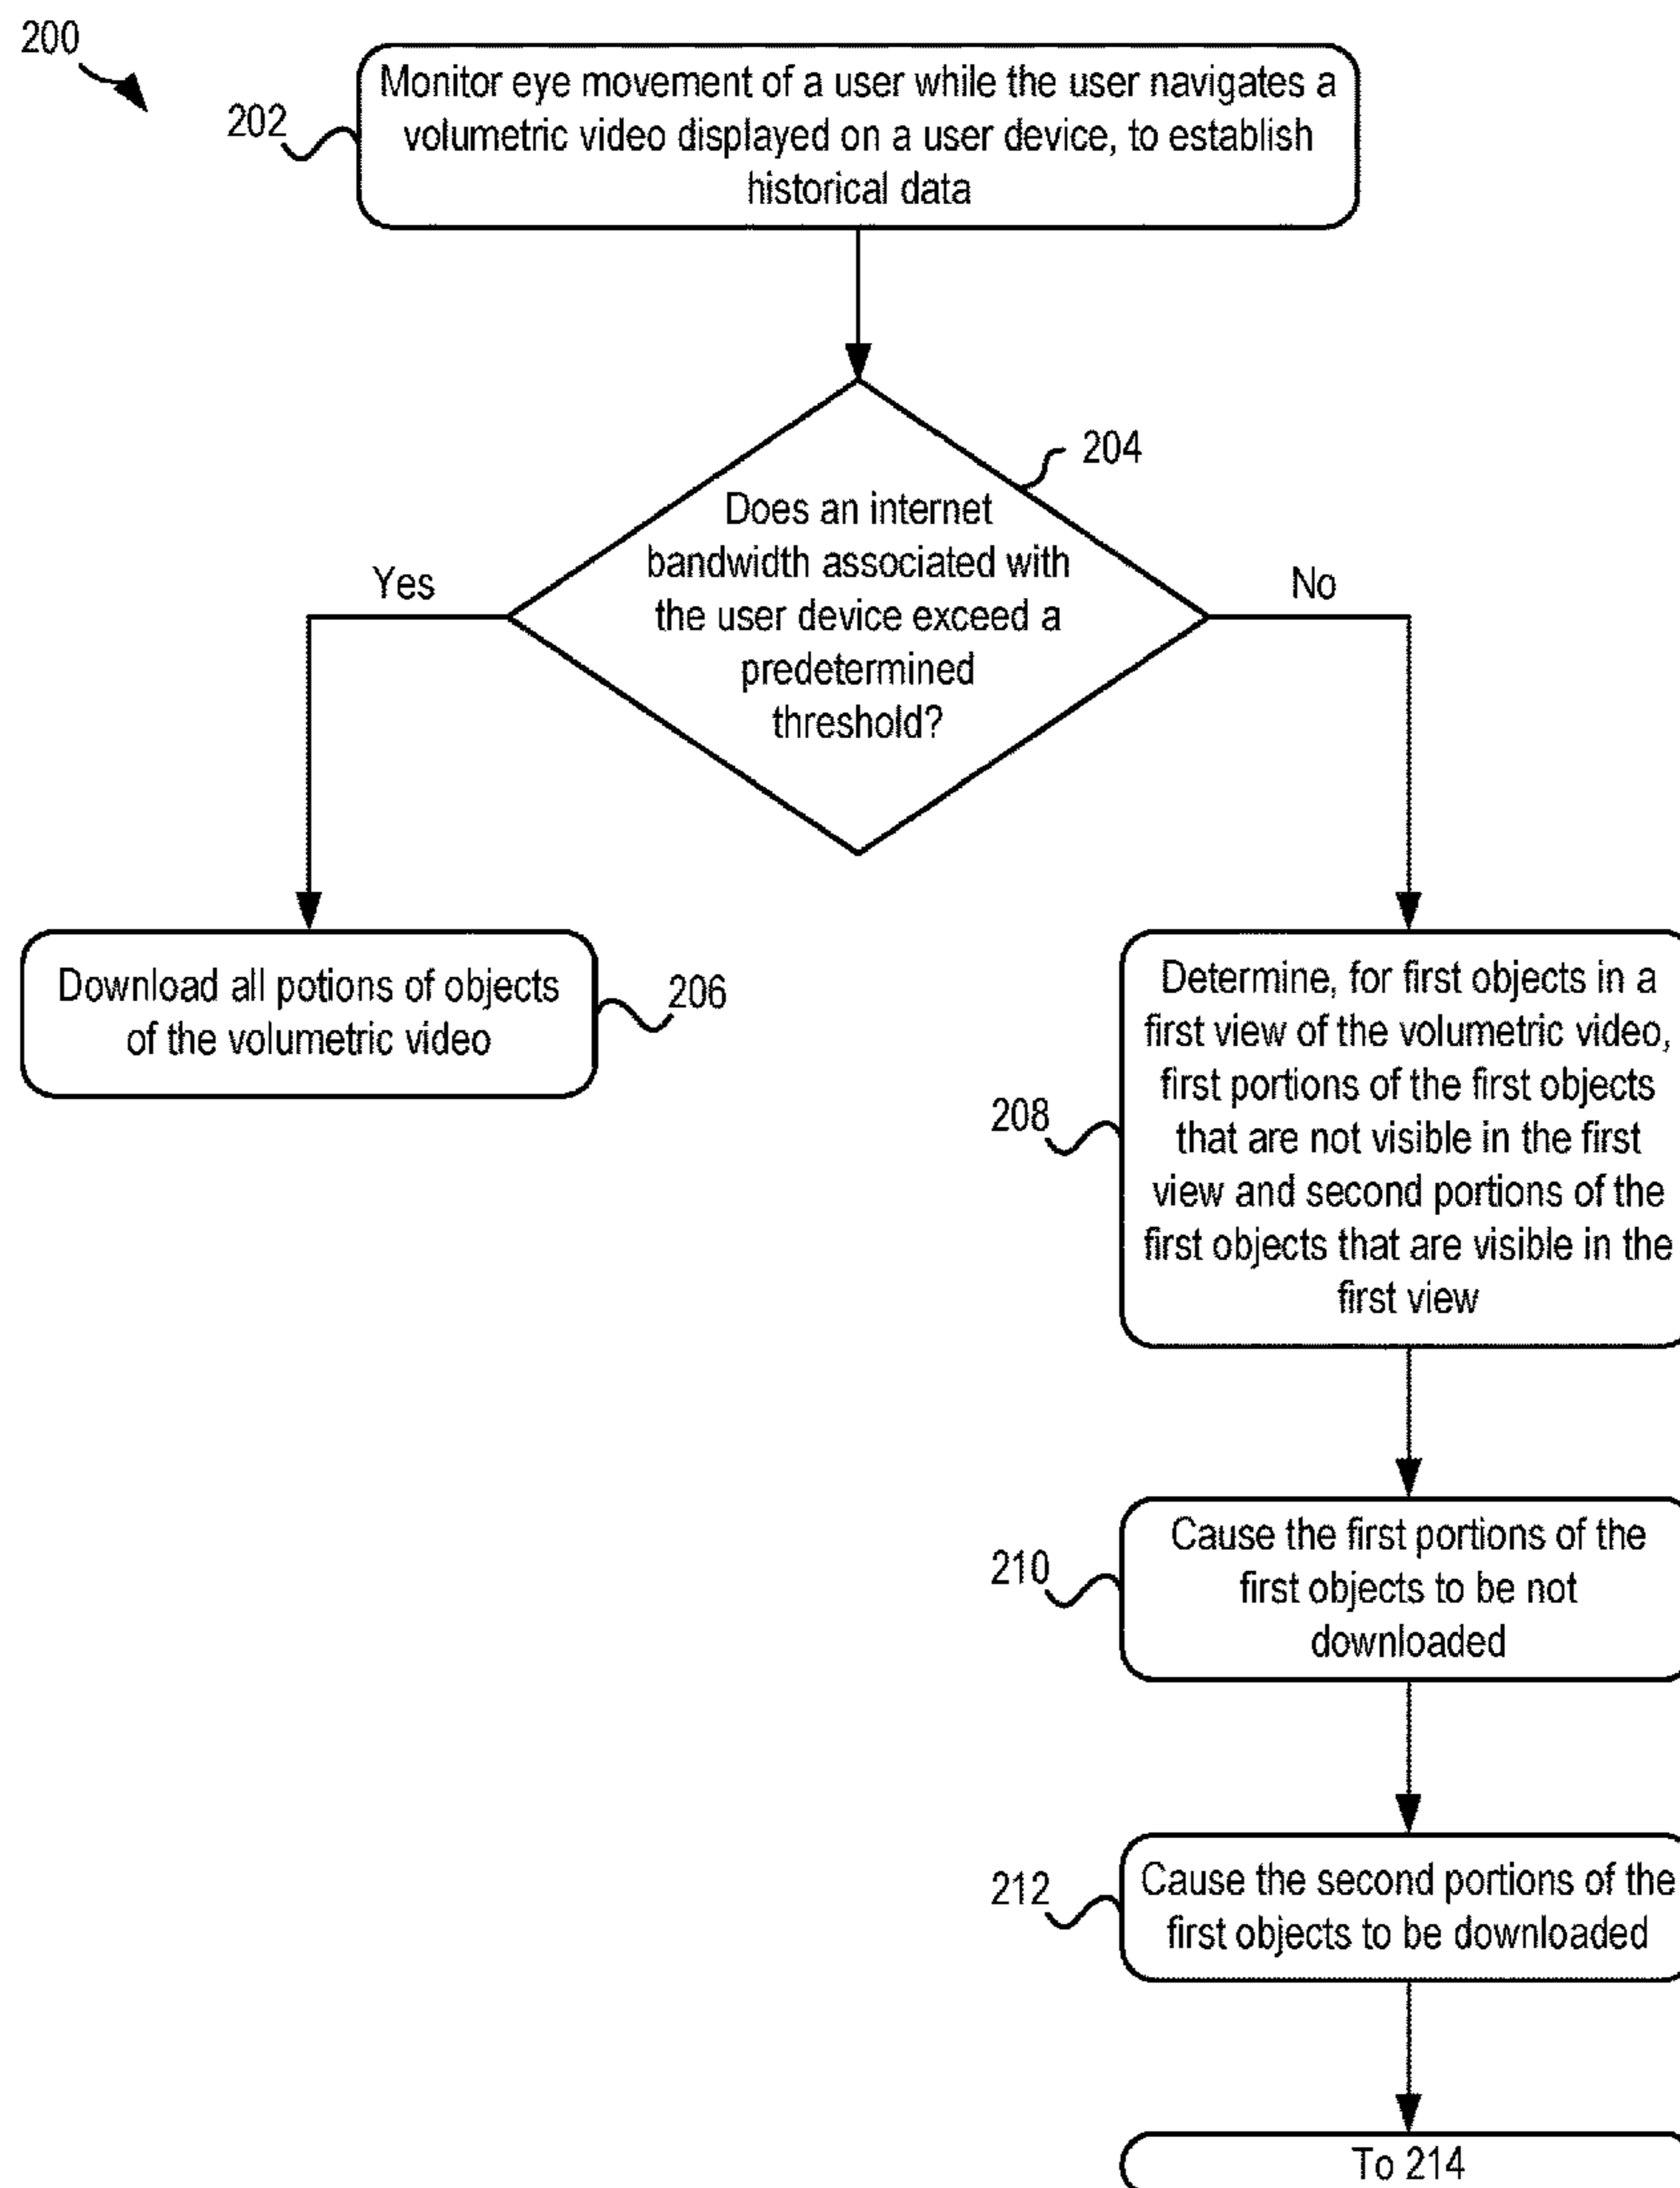 200
202
Monitor eye movement of a user while the user navigates a
volumetric video displayed on a user device, to establish
historical data
204
Does an internet
bandwidth associated with
the user device exceed a
predetermined
threshold?
Yes
No
Download all potions of objects
of the volumetric video
206
208
Determine, for first objects in a
first view of the volumetric video,
first portions of the first objects
that are not visible in the first
view and second portions of the
first objects that are visible in the
first view
210
Cause the first portions of the
first objects to be not
downloaded
212
Cause the second portions of the
first objects to be downloaded
To 214